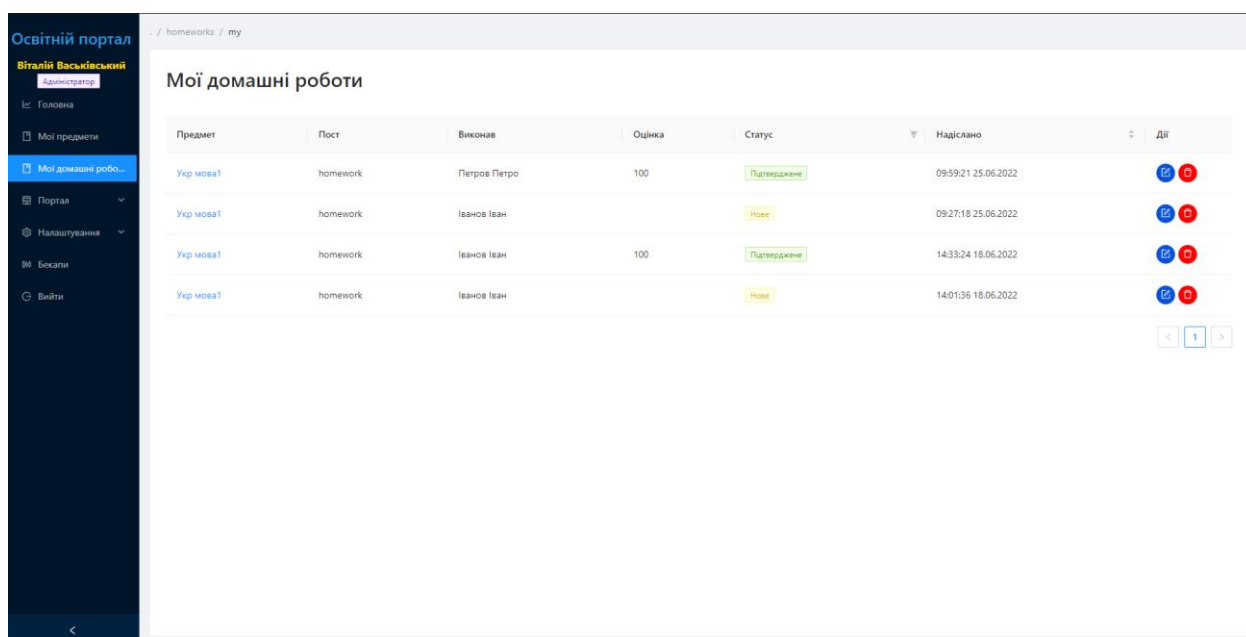 Освітній портал
. / homeworks / my
Віталій Васьківський
Адміністратор
Головна
Мої предмети
Мої домашні робо...
Портал
Налаштування
Бекапи
Вийти
Мої домашні роботи
Предмет Пост Виконав Оцінка Статус Надіслано Дії
Укр мова1 homework Петров Петро 100 Підтверджене 09:59:21 25.06.2022
Укр мова1 homework Іванов Іван Нове 09:27:18 25.06.2022
Укр мова1 homework Іванов Іван 100 Підтверджене 14:33:24 18.06.2022
Укр мова1 homework Іванов Іван Нове 14:01:36 18.06.2022
< 1 >
<